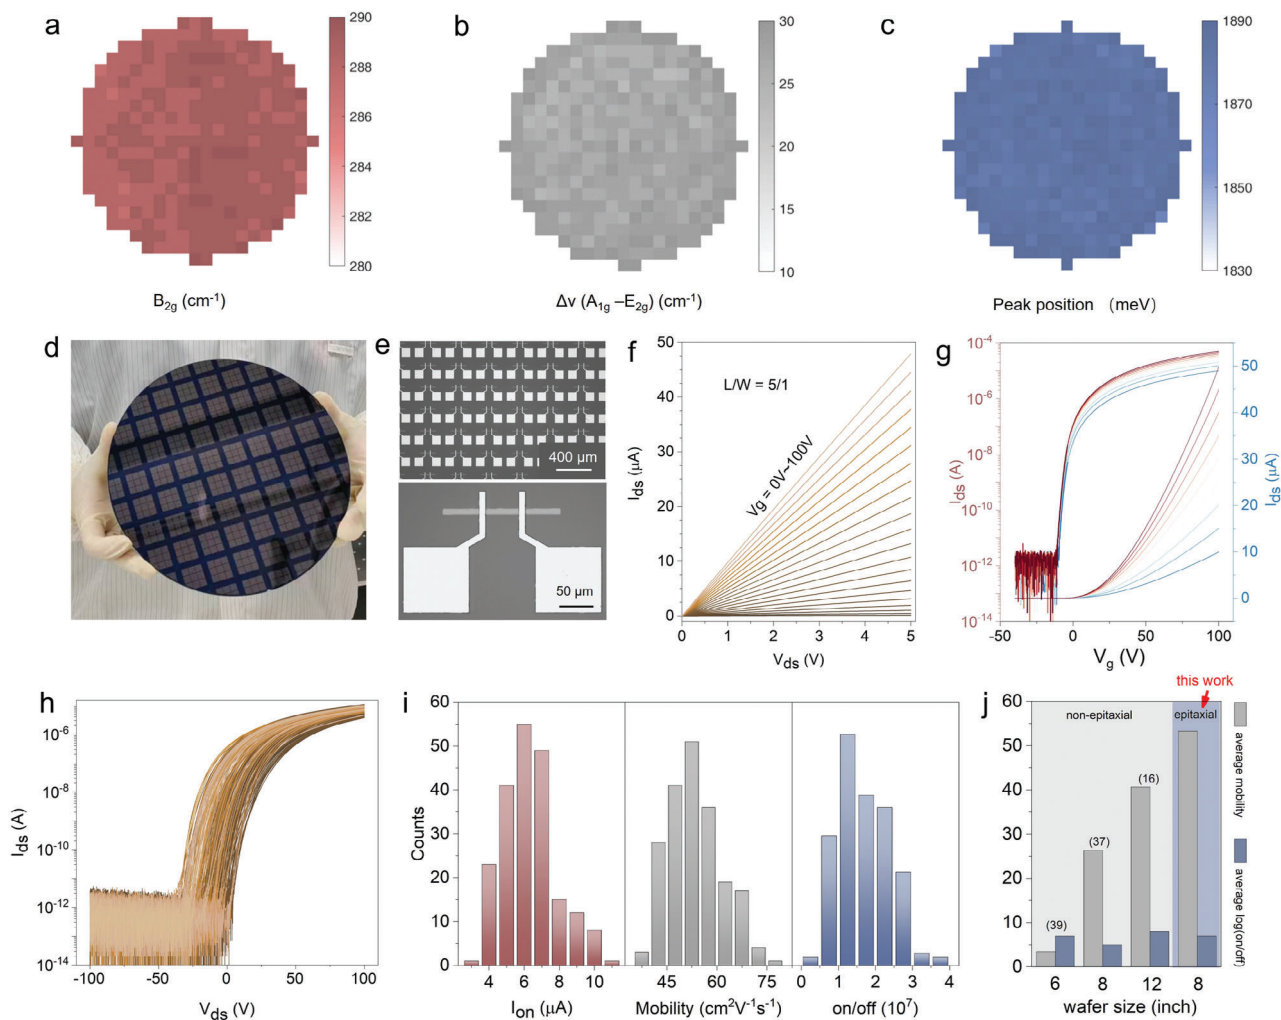 a
290
288
286
284
282
280
B2g (cm-1)
b
30
25
20
15
10
Δv (A1g –E2g) (cm-1)
c
1890
1870
1850
1830
Peak position (meV)
d
e
400 μm
50 μm
f
50
40
30
20
10
0
Ids (μA)
L/W = 5/1
Vg = 0V~100V
0 1 2 3 4 5
Vds (V)
g
10-4
10-6
10-8
10-10
10-12
10-14
Ids (A)
50
40
30
20
10
0
Ids (μA)
-50 0 50 100
Vg (V)
h
10-6
10-8
10-10
10-12
10-14
Ids (A)
-100 -50 0 50 100
Vds (V)
i
60
50
40
30
20
10
0
Counts
4 6 8 10
Ion (μA)
45 60 75
Mobility (cm2V-1s-1)
0 1 2 3 4
on/off (107)
this work
j
60
50
40
30
20
10
0
non-epitaxial
epitaxial
(39)
(37)
(16)
6 8 12 8
wafer size (inch)
average mobility
average log(on/off)